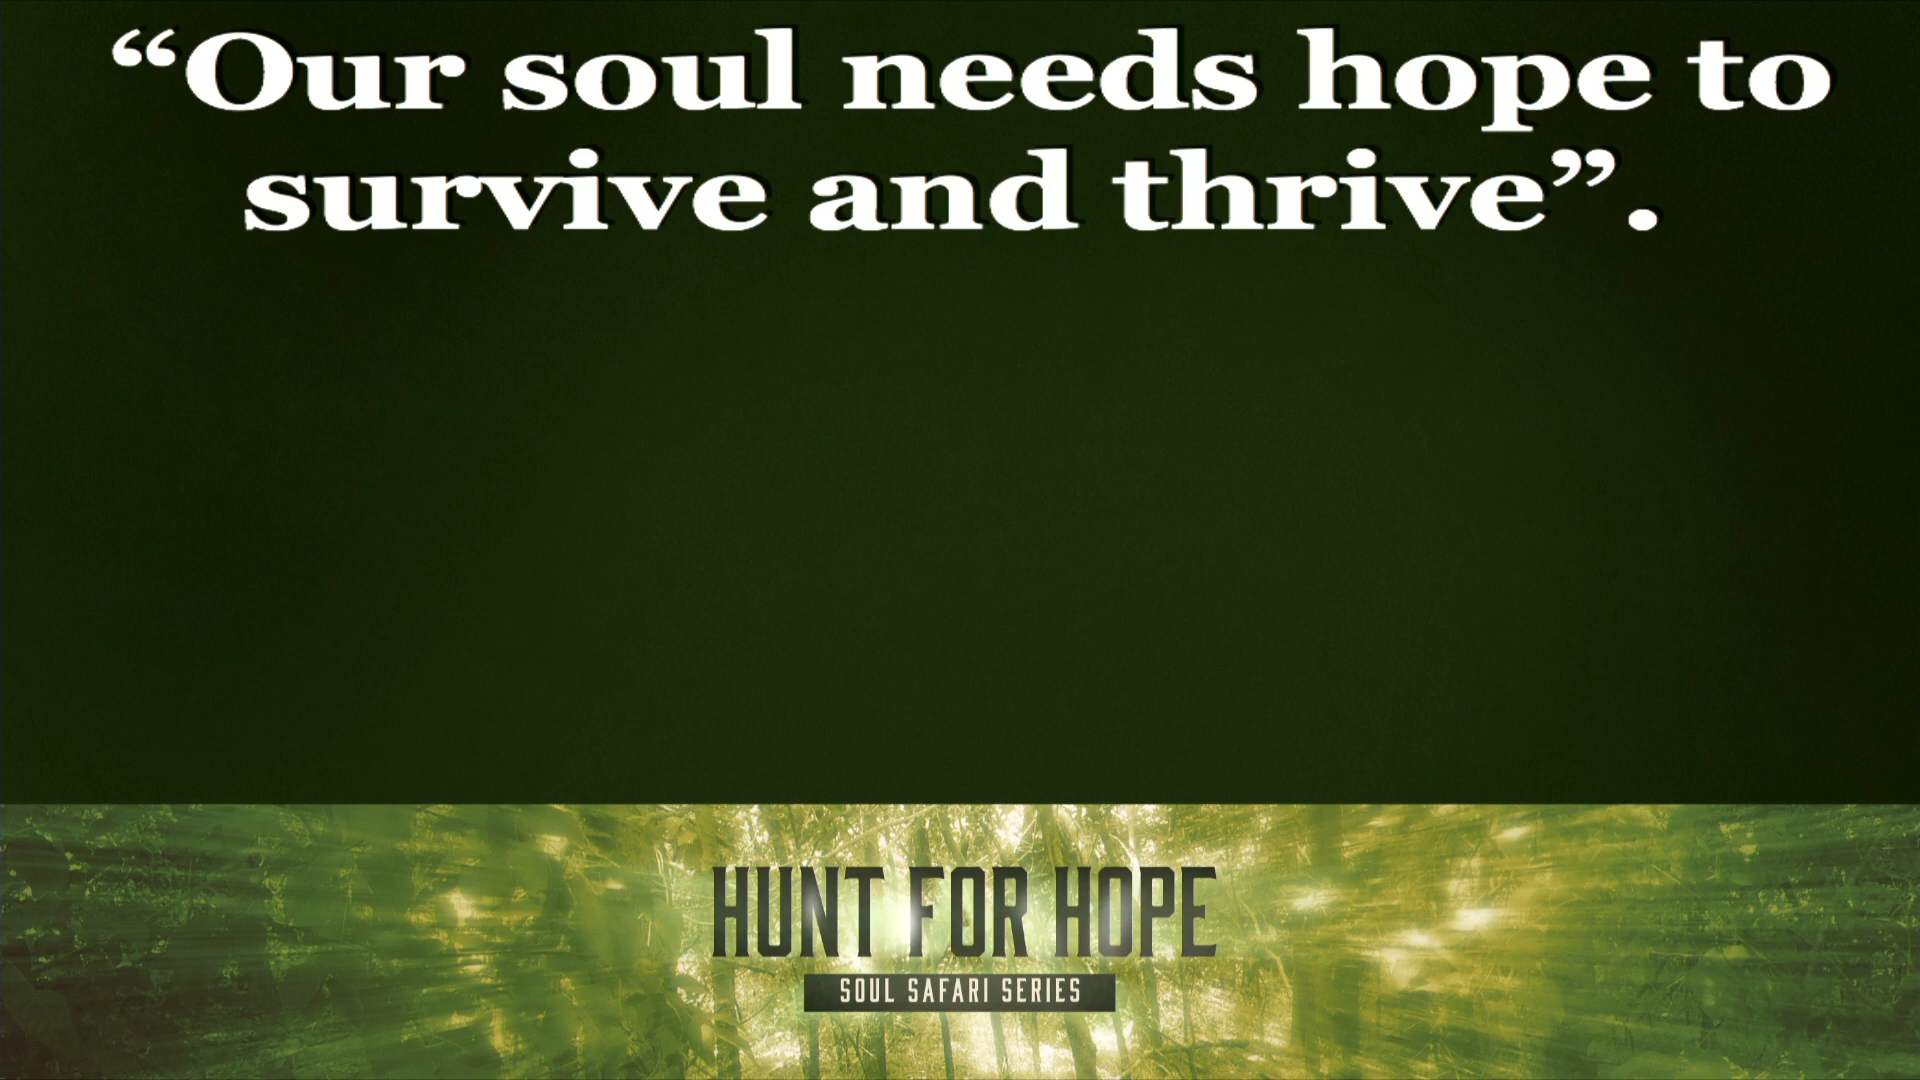 “Our soul needs hope to
survive and thrive”.
HUNT FOR HOPE
SOUL SAFARI SERIES